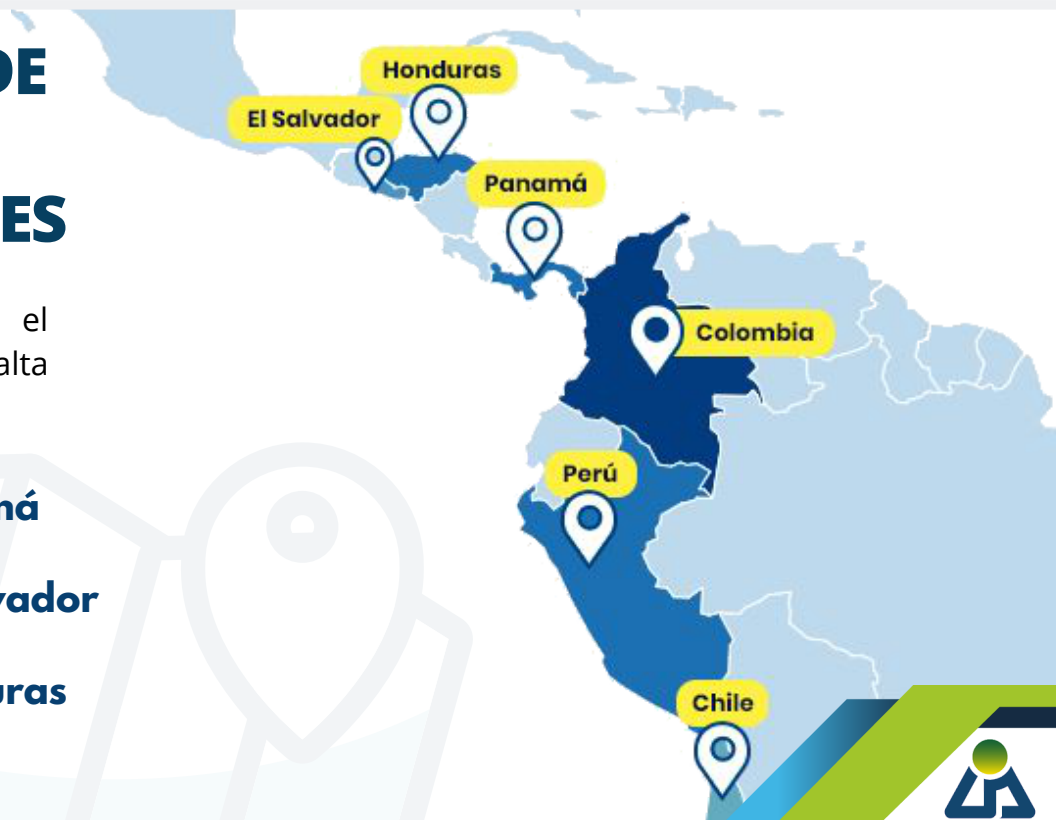 DE
ES
el
alta
má
vador
uras
Honduras
El Salvador
Panamá
Colombia
Perú
Chile